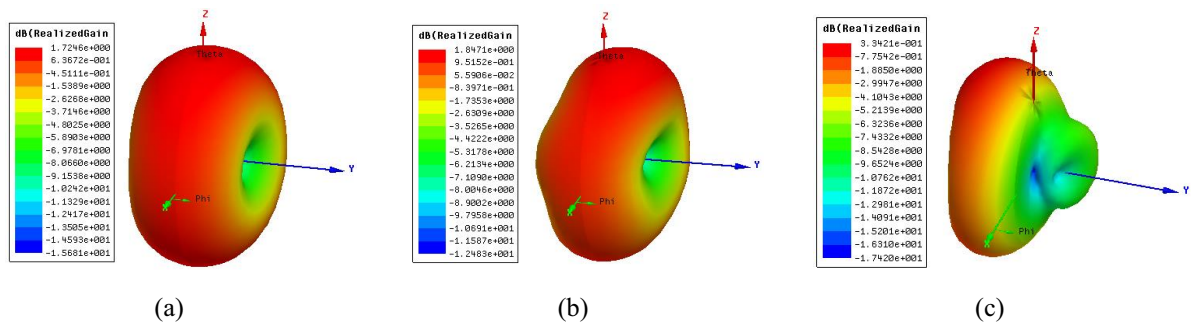 dB(RealizedGain
1.7246e+000
6.3672e-001
-4.5111e-001
-1.5389e+000
-2.6268e+000
-3.7146e+000
-4.8025e+000
-5.8903e+000
-6.9781e+000
-8.0660e+000
-9.1538e+000
-1.0242e+001
-1.1329e+001
-1.2417e+001
-1.3505e+001
-1.4593e+001
-1.5681e+001
Z
Theta
Y
Phi
X
(a)
dB(RealizedGain
1.8471e+000
9.5152e-001
5.5906e-002
-8.3971e-001
-1.7353e+000
-2.6309e+000
-3.5265e+000
-4.4222e+000
-5.3178e+000
-6.2134e+000
-7.1090e+000
-8.0046e+000
-8.9002e+000
-9.7958e+000
-1.0691e+001
-1.1587e+001
-1.2483e+001
Z
Theta
Y
Phi
X
(b)
dB(RealizedGain
3.3421e-001
-7.7542e-001
-1.8850e+000
-2.9947e+000
-4.1043e+000
-5.2139e+000
-6.3236e+000
-7.4332e+000
-8.5428e+000
-9.6524e+000
-1.0762e+001
-1.1872e+001
-1.2981e+001
-1.4091e+001
-1.5201e+001
-1.6310e+001
-1.7420e+001
Z
Theta
Y
Phi
X
(c)